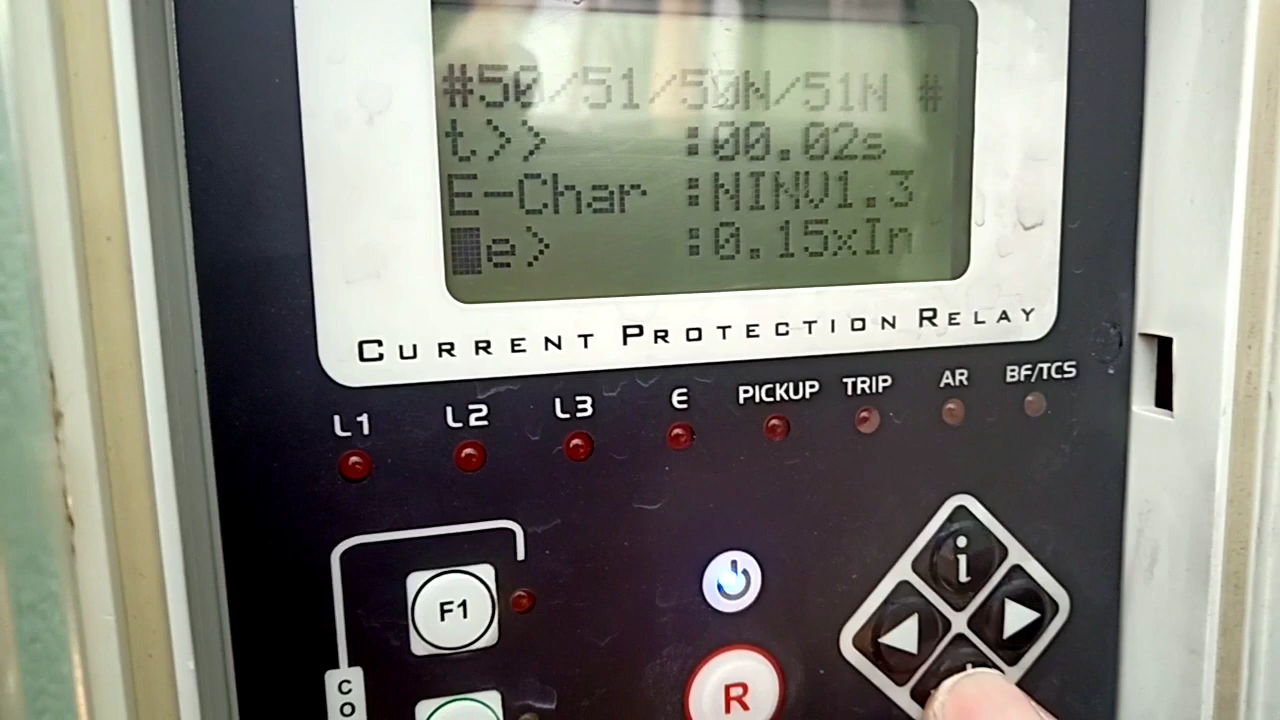 #50/51/50N/51N #
t>> :00.02s
E-Char :NINV1.3
e> :0.15xIn
CURRENT PROTECTION RELAY
L1 L2 L3 E PICKUP TRIP AR BF/TCS
i
F1
R
CO